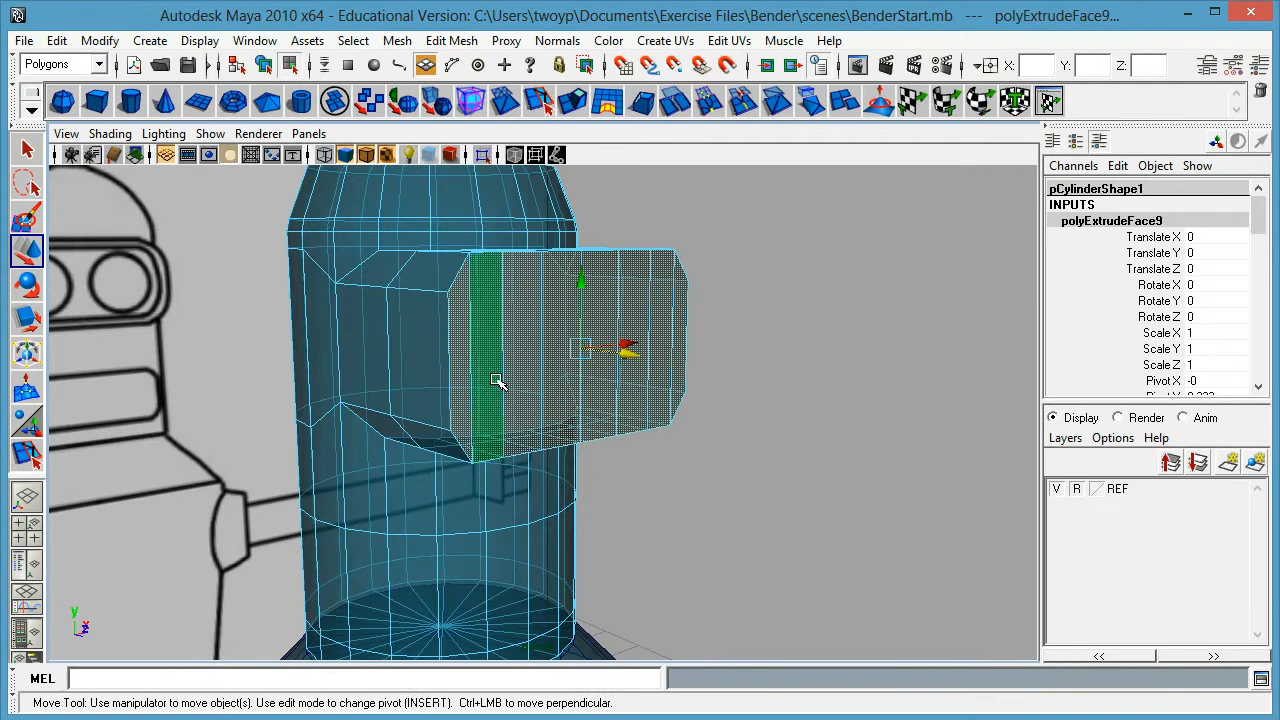 Autodesk Maya 2010 x64 - Educational Version: C:\Users\twoyp\Documents\Exercise Files\Bender\scenes\BenderStart.mb --- polyExtrudeFace9...
File Edit Modify Create Display Window Assets Select Mesh Edit Mesh Proxy Normals Color Create UVs Edit UVs Muscle Help
Polygons X: Y: Z:
View Shading Lighting Show Renderer Panels
Channels Edit Object Show
pCylinderShape1
INPUTS
polyExtrudeFace9
Translate X 0
Translate Y 0
Translate Z 0
Rotate X 0
Rotate Y 0
Rotate Z 0
Scale X 1
Scale Y 1
Scale Z 1
Pivot X -0
Display Render Anim
Layers Options Help
V R REF
y
<< >>
MEL
Move Tool: Use manipulator to move object(s). Use edit mode to change pivot (INSERT). Ctrl+LMB to move perpendicular.